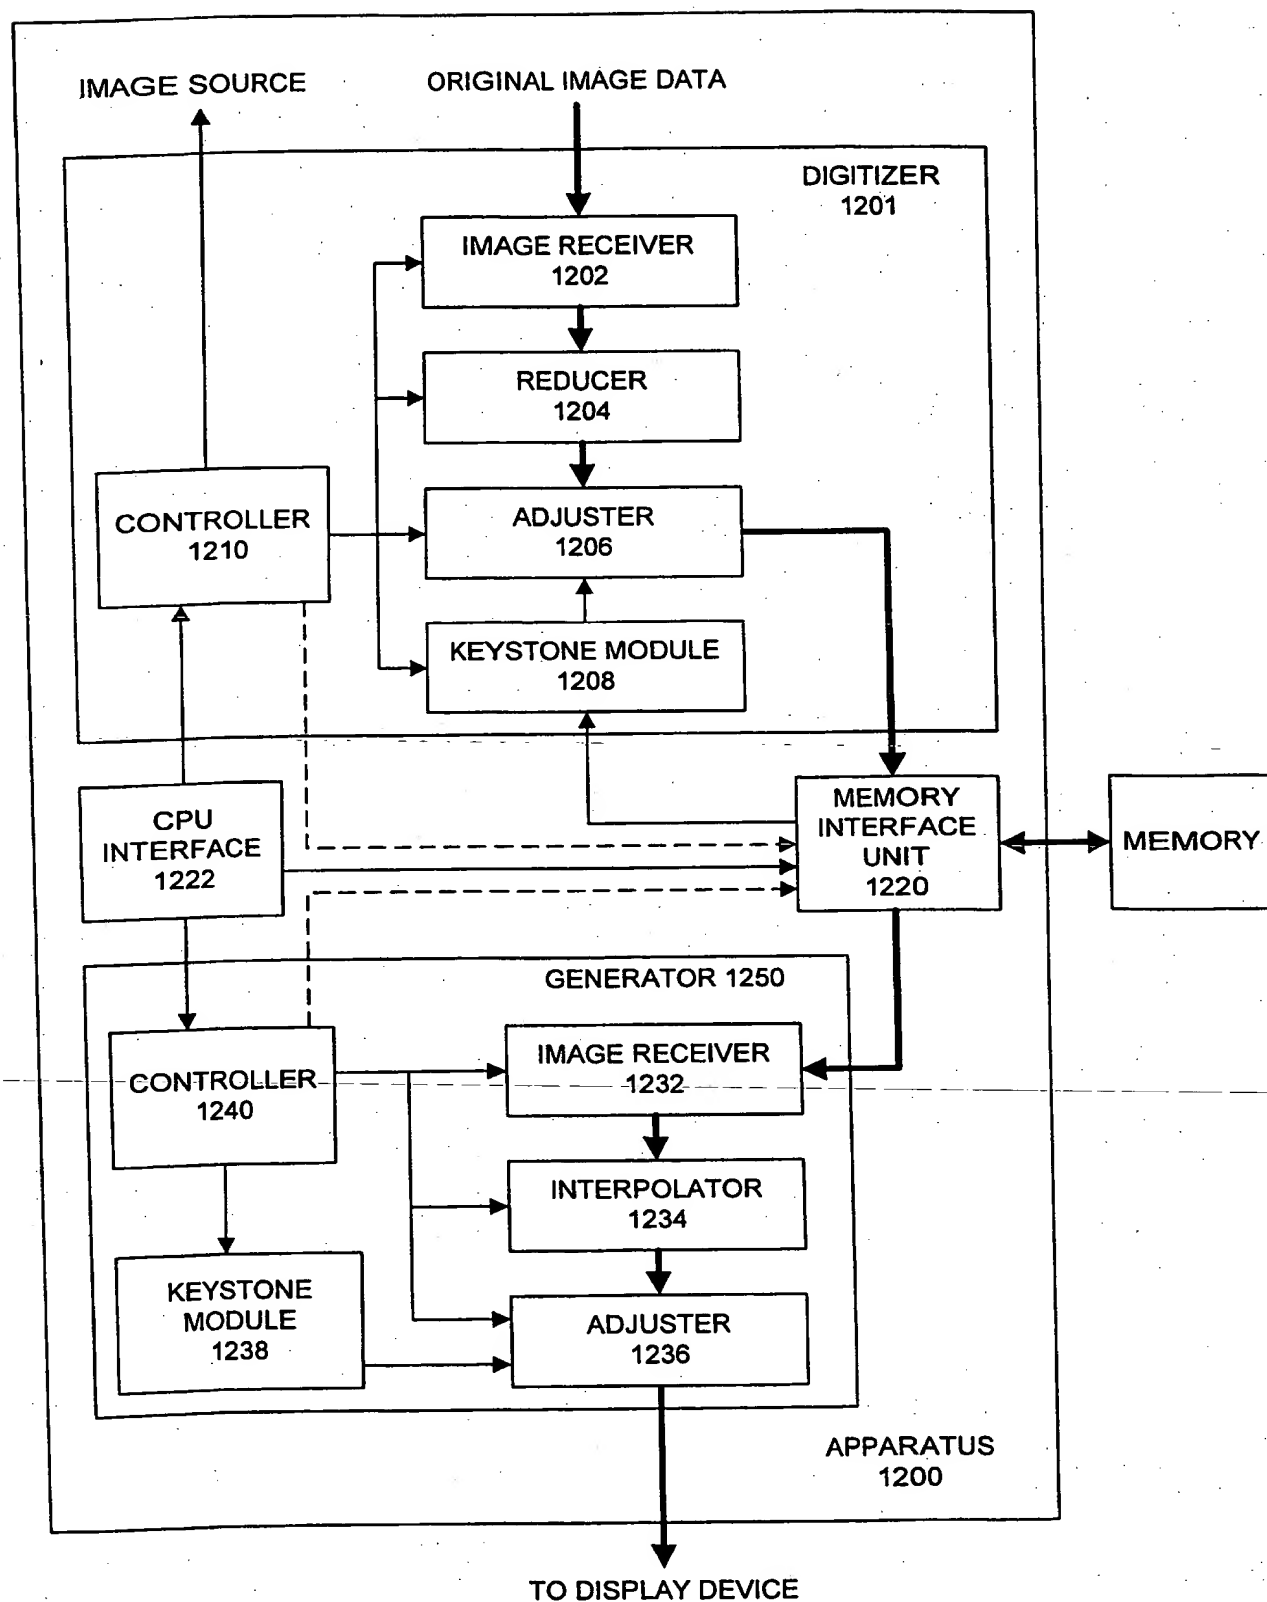 IMAGE SOURCE
ORIGINAL IMAGE DATA
DIGITIZER
1201
IMAGE RECEIVER
1202
REDUCER
1204
CONTROLLER
1210
ADJUSTER
1206
KEYSTONE MODULE
1208
CPU
INTERFACE
1222
MEMORY
INTERFACE
UNIT
1220
MEMORY
GENERATOR 1250
CONTROLLER
1240
IMAGE RECEIVER
1232
INTERPOLATOR
1234
KEYSTONE
MODULE
1238
ADJUSTER
1236
APPARATUS
1200
TO DISPLAY DEVICE